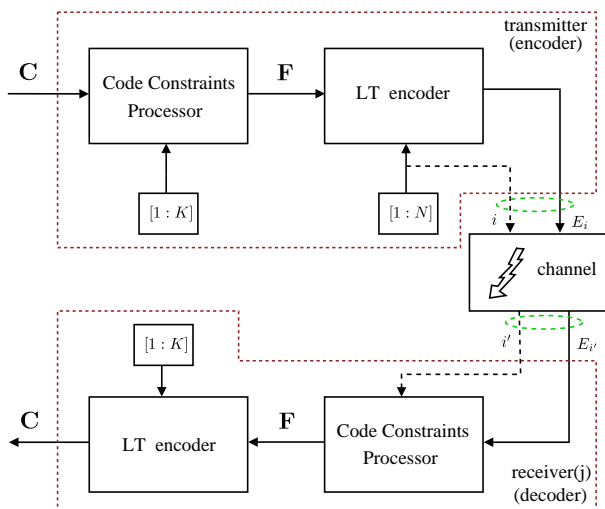 transmitter
(encoder)
C
Code Constraints
Processor
F
LT encoder
[1 : K]
[1 : N]
i
E_i
channel
i′
E_{i′}
[1 : K]
C
LT encoder
F
Code Constraints
Processor
receiver(j)
(decoder)